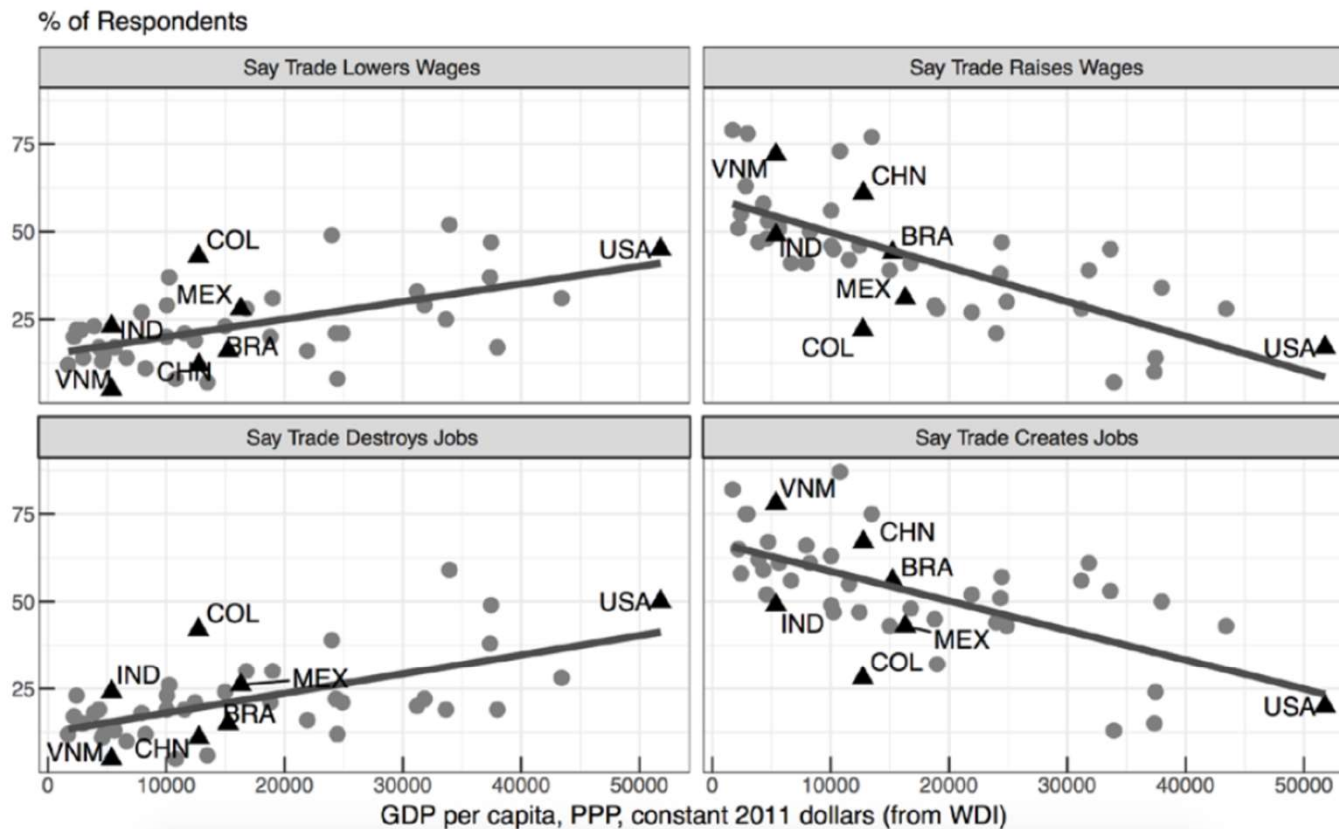 % of Respondents
Say Trade Lowers Wages
Say Trade Raises Wages
75
50
25
COL
MEX
IND
BRA
CHN
VNM
USA
VNM
CHN
IND
BRA
MEX
COL
USA
Say Trade Destroys Jobs
Say Trade Creates Jobs
75
50
25
COL
IND
MEX
BRA
CHN
VNM
USA
VNM
CHN
BRA
IND
MEX
COL
USA
0 10000 20000 30000 40000 50000 0 10000 20000 30000 40000 50000
GDP per capita, PPP, constant 2011 dollars (from WDI)